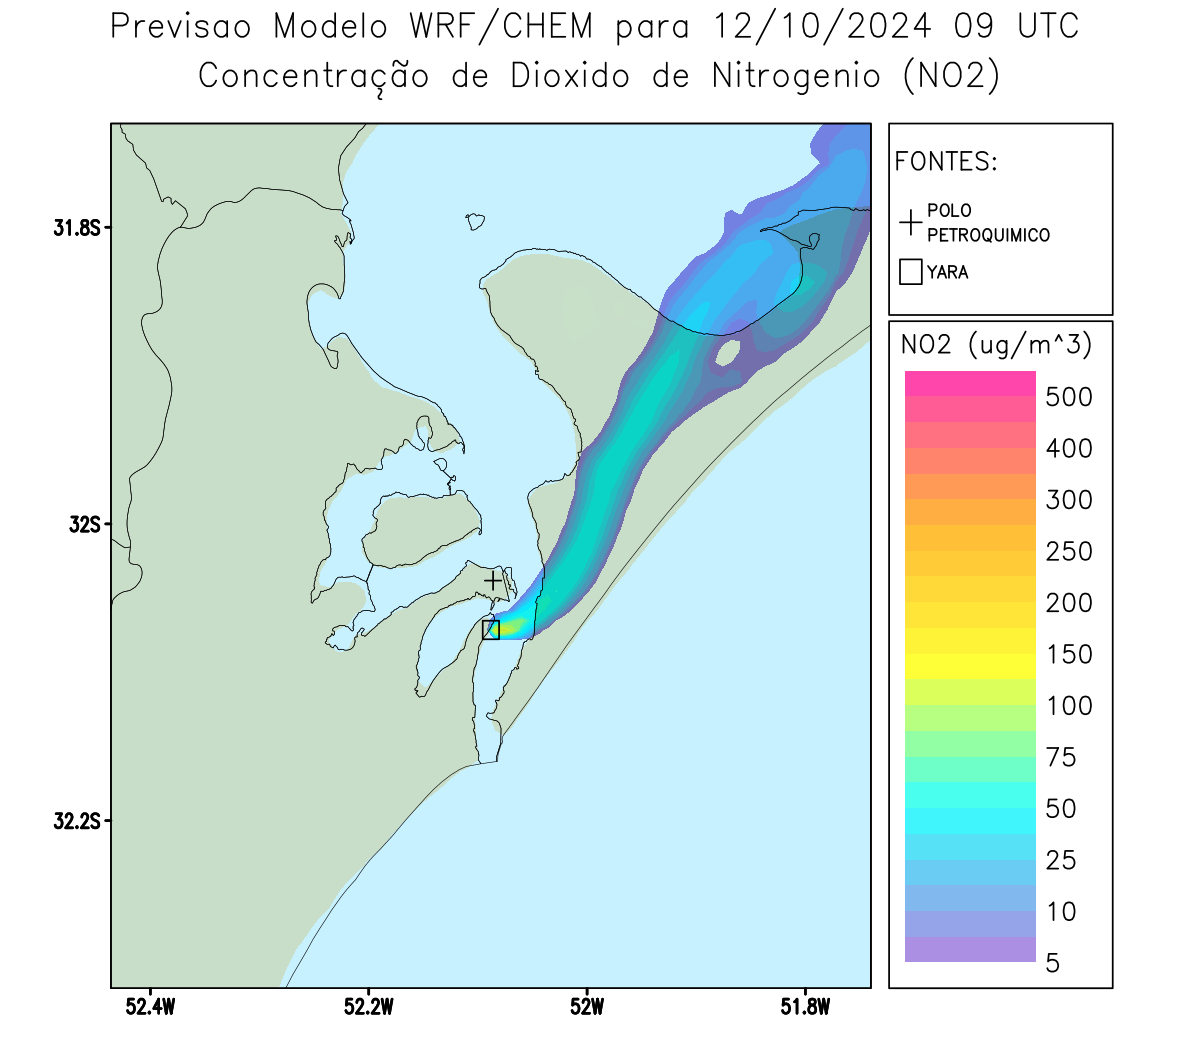 Previsao Modelo WRF/CHEM para 12/10/2024 09 UTC
Concentração de Dioxido de Nitrogenio (NO2)
FONTES:
POLO
PETROQUIMICO
YARA
31.8S
32S
32.2S
52.4W
52.2W
52W
51.8W
NO2 (ug/m^3)
500
400
300
250
200
150
100
75
50
25
10
5